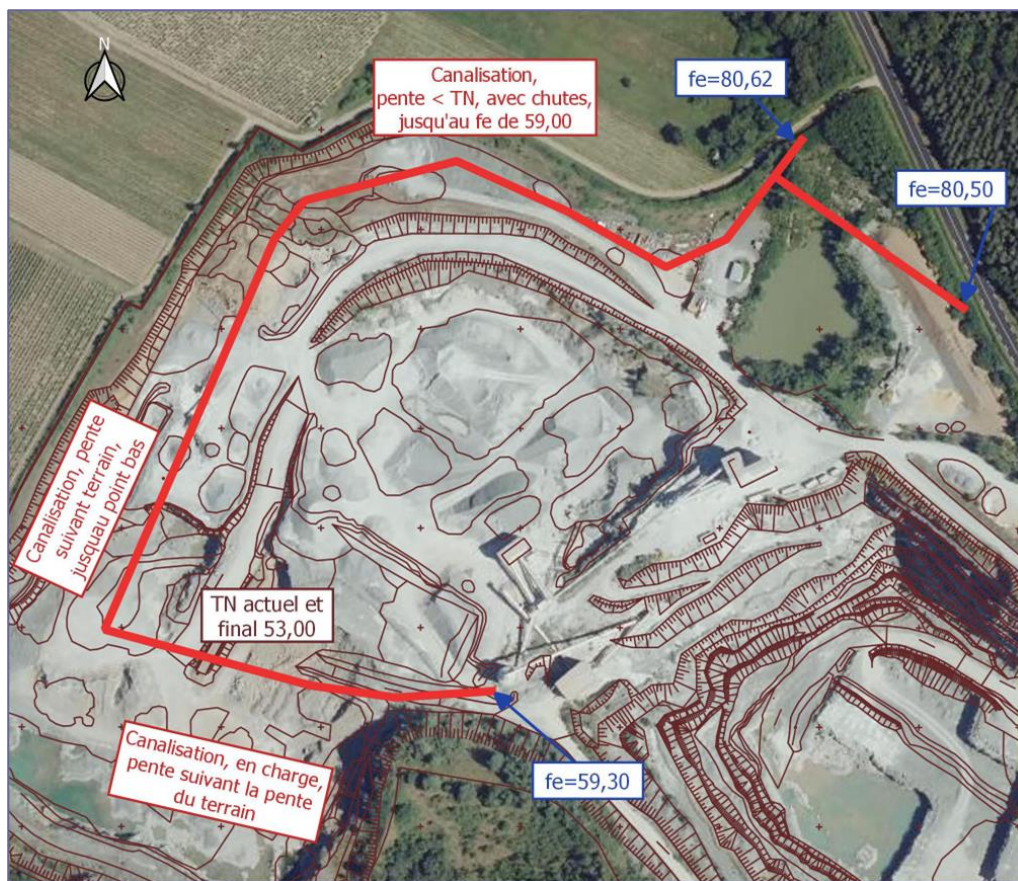 N
Canalisation,
pente < TN, avec chutes,
jusqu'au fe de 59,00
fe=80,62
fe=80,50
Canalisation, pente
suivant terrain,
jusquau point bas
TN actuel et
final 53,00
Canalisation, en charge,
pente suivant la pente
du terrain
fe=59,30